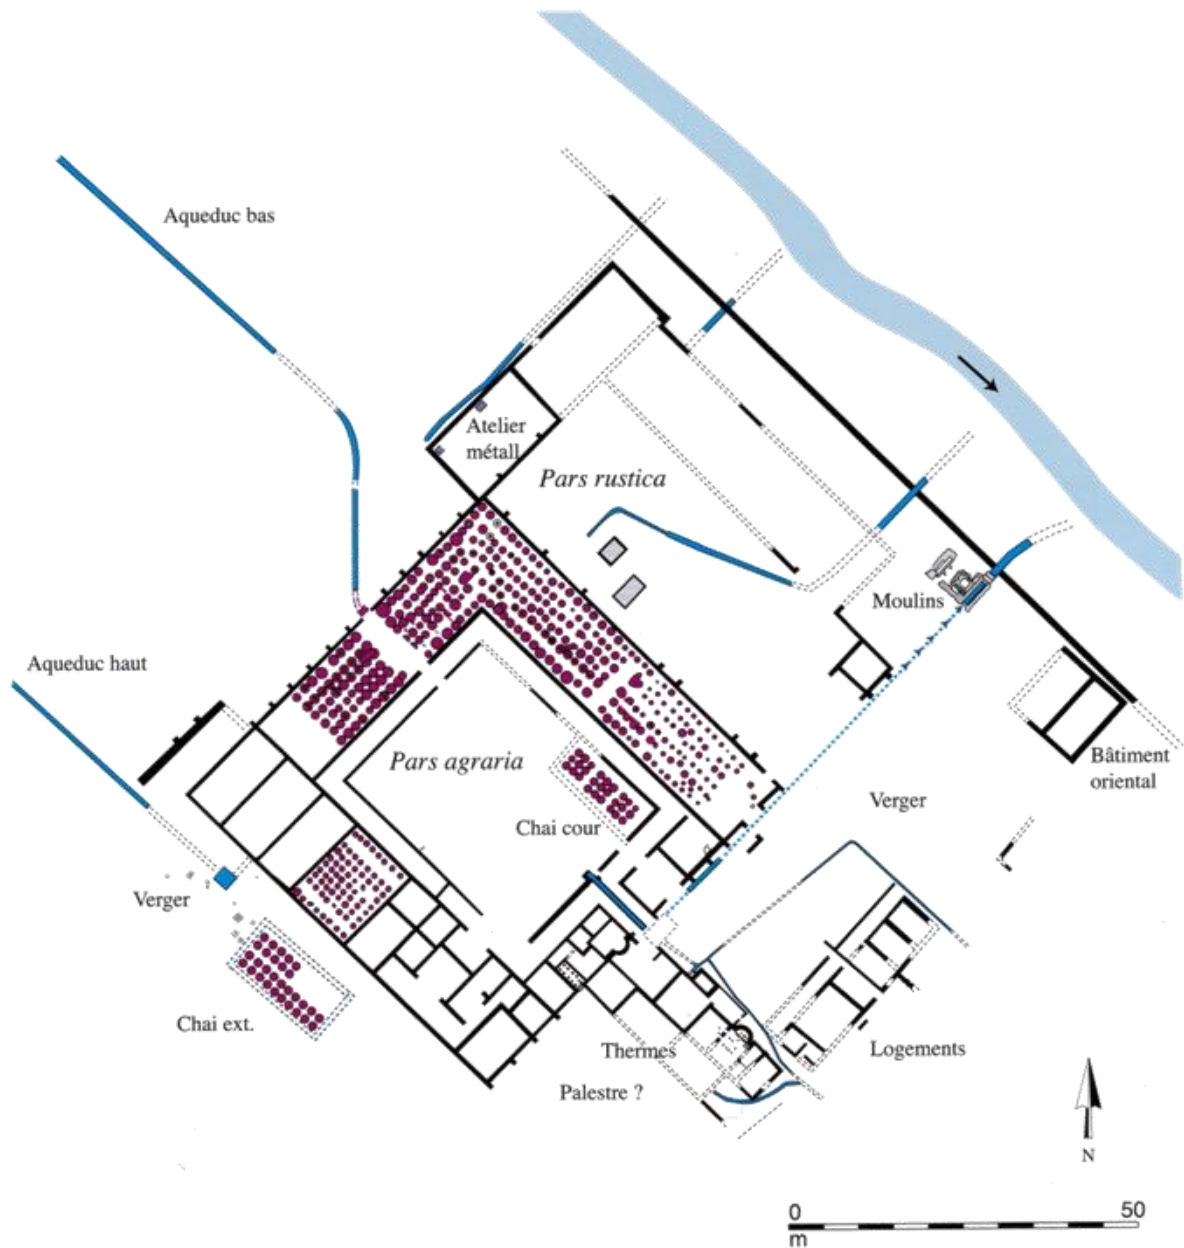 Aqueduc bas
Atelier
métall
Pars rustica
Moulins
Aqueduc haut
Pars agraria
Bâtiment
oriental
Verger
Chai cour
Verger
Chai ext.
Thermes
Logements
Palestre ?
N
0
50
m